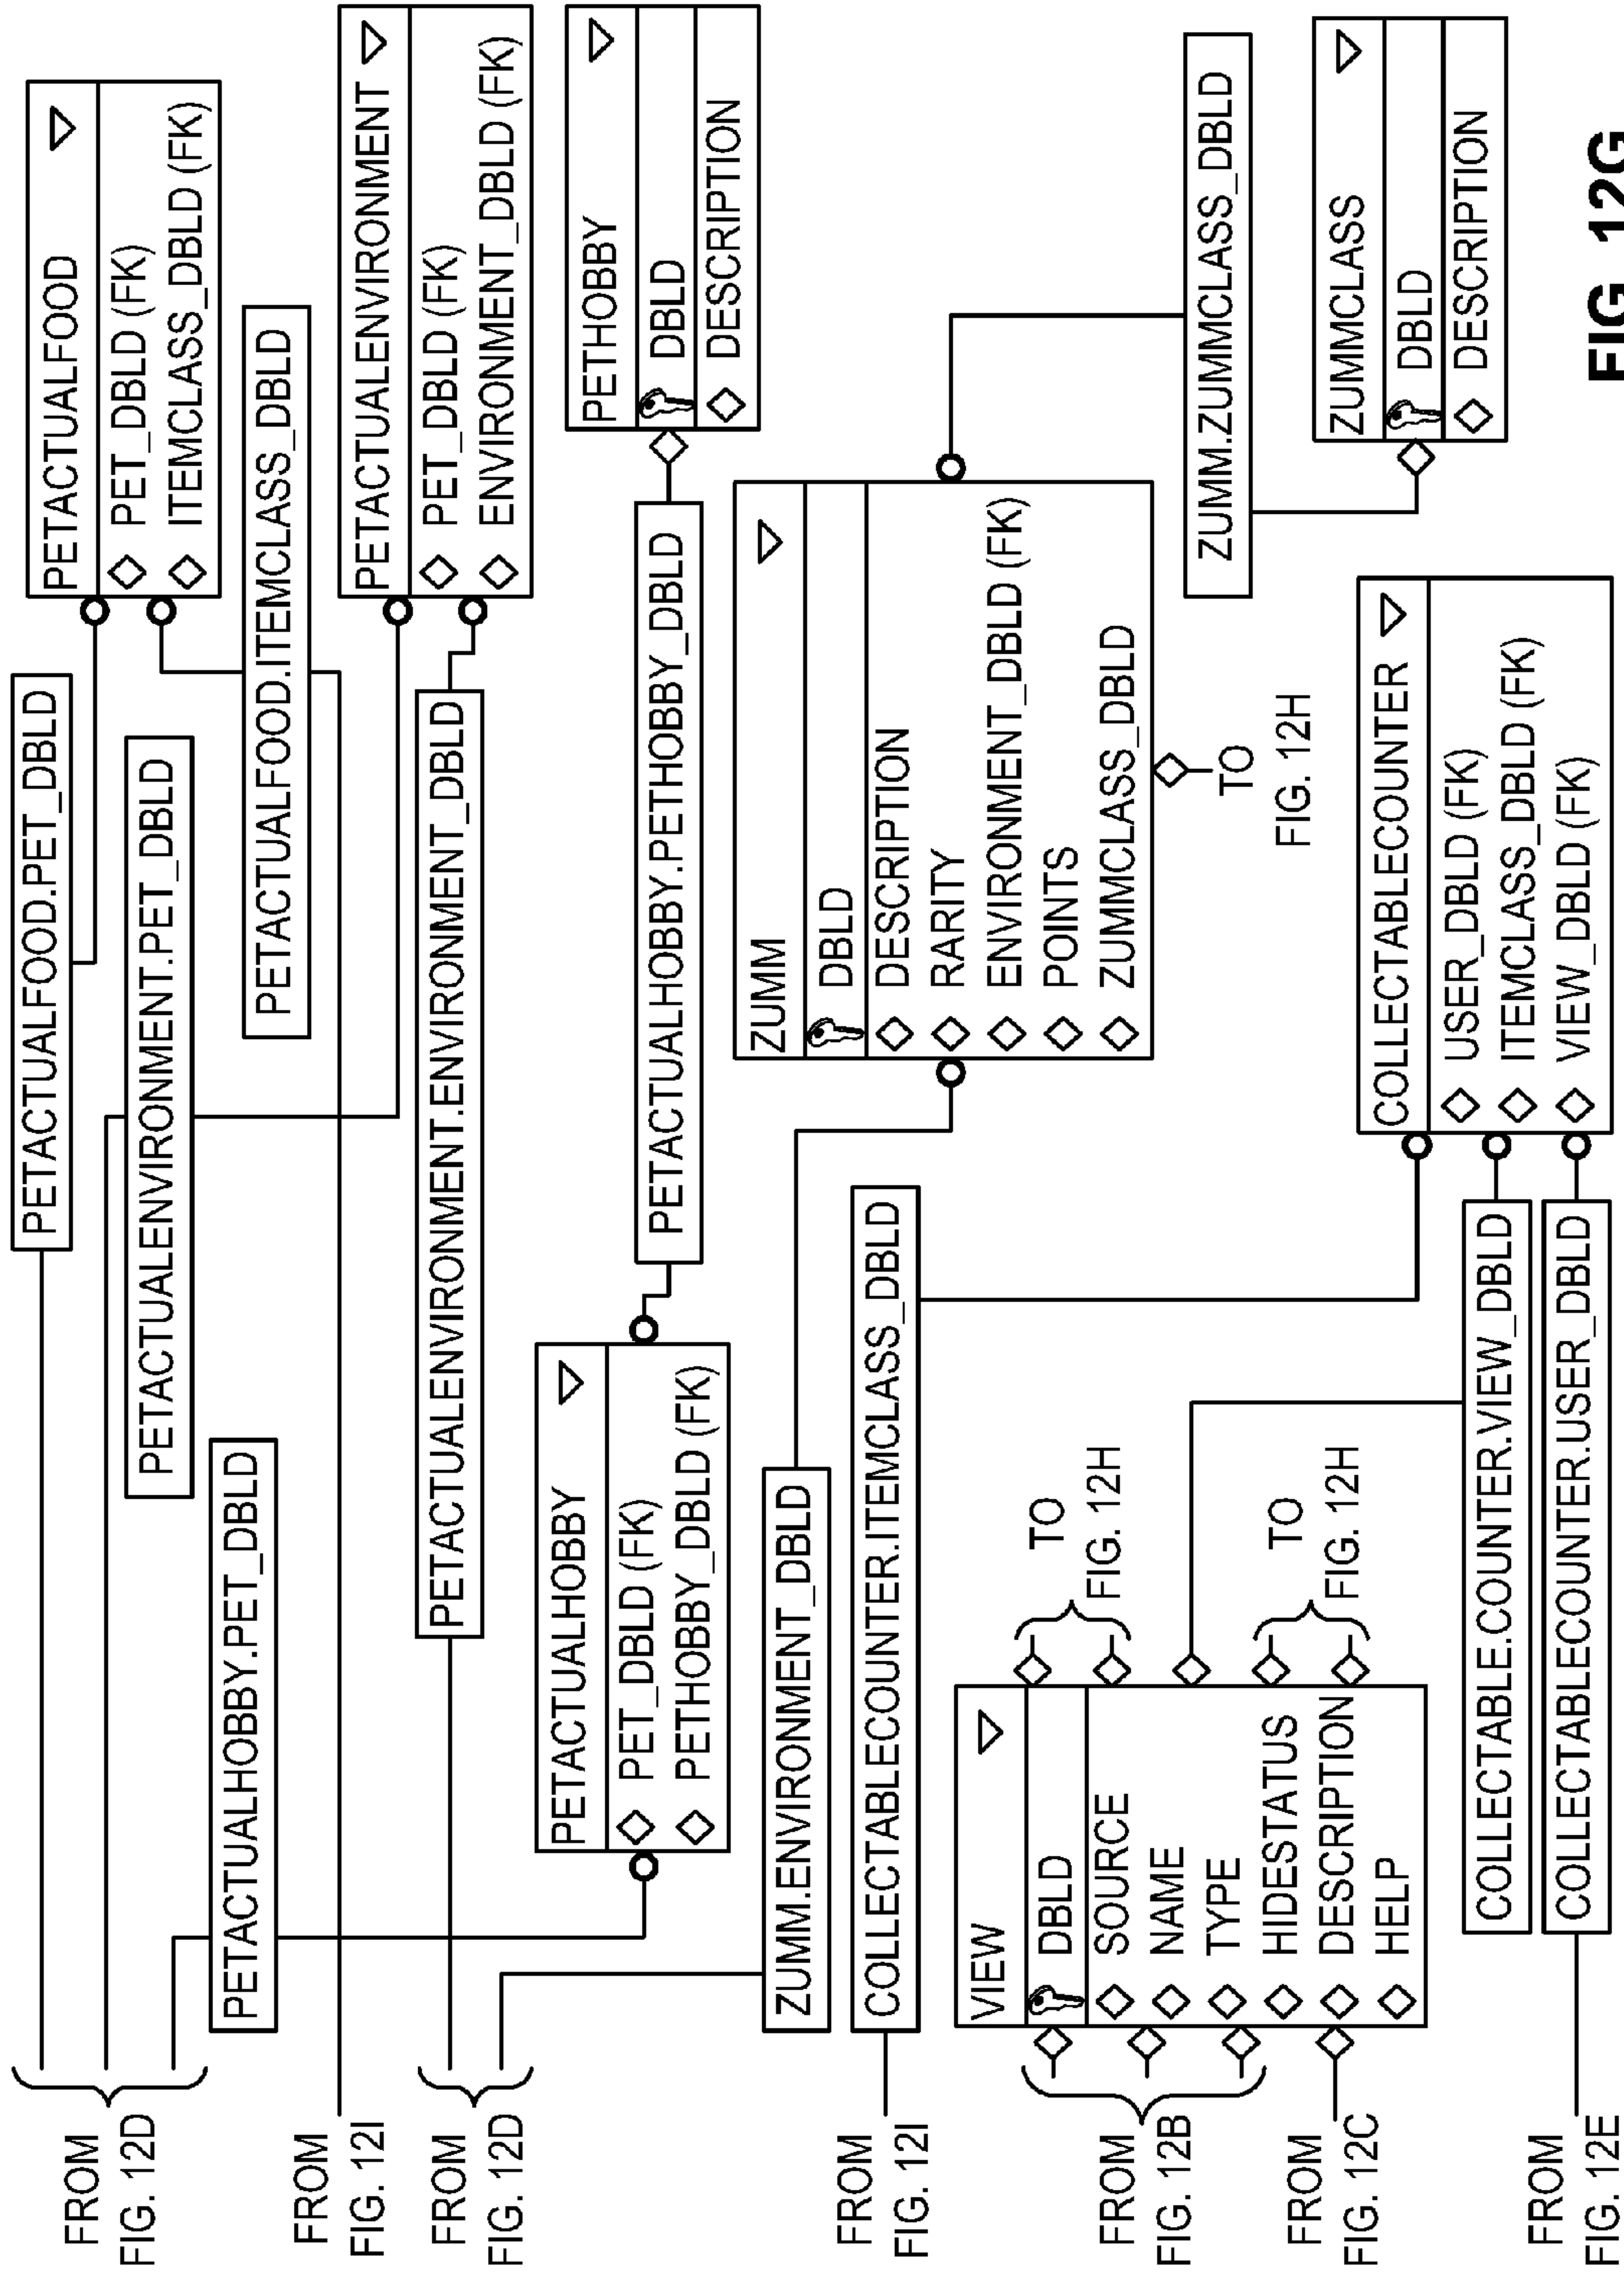 FROM
FIG. 12D
PETACTUALFOOD.PET_DBLD
PETACTUALFOOD
PET_DBLD (FK)
ITEMCLASS_DBLD (FK)
PETACTUALENVIRONMENT.PET_DBLD
PETACTUALHOBBY.PET_DBLD
PETACTUALFOOD.ITEMCLASS_DBLD
FROM
FIG. 12I
PETACTUALENVIRONMENT
PET_DBLD (FK)
ENVIRONMENT_DBLD (FK)
FROM
FIG. 12D
PETACTUALENVIRONMENT.ENVIRONMENT_DBLD
PETACTUALHOBBY
PET_DBLD (FK)
PETHOBBY_DBLD (FK)
PETACTUALHOBBY.PETHOBBY_DBLD
PETHOBBY
DBLD
DESCRIPTION
ZUMM.ENVIRONMENT_DBLD
ZUMM
DBLD
DESCRIPTION
RARITY
ENVIRONMENT_DBLD (FK)
POINTS
ZUMMCLASS_DBLD
TO
FIG. 12H
FROM
FIG. 12I
COLLECTABLECOUNTER.ITEMCLASS_DBLD
ZUMM.ZUMMCLASS_DBLD
ZUMMCLASS
DBLD
DESCRIPTION
FROM
FIG. 12B
FROM
FIG. 12C
VIEW
DBLD
SOURCE
NAME
TYPE
HIDESTATUS
DESCRIPTION
HELP
TO
FIG. 12H
TO
FIG. 12H
COLLECTABLECOUNTER
USER_DBLD (FK)
ITEMCLASS_DBLD (FK)
VIEW_DBLD (FK)
COLLECTABLE.COUNTER.VIEW_DBLD
FROM
FIG. 12E
COLLECTABLECOUNTER.USER_DBLD
FIG. 12G